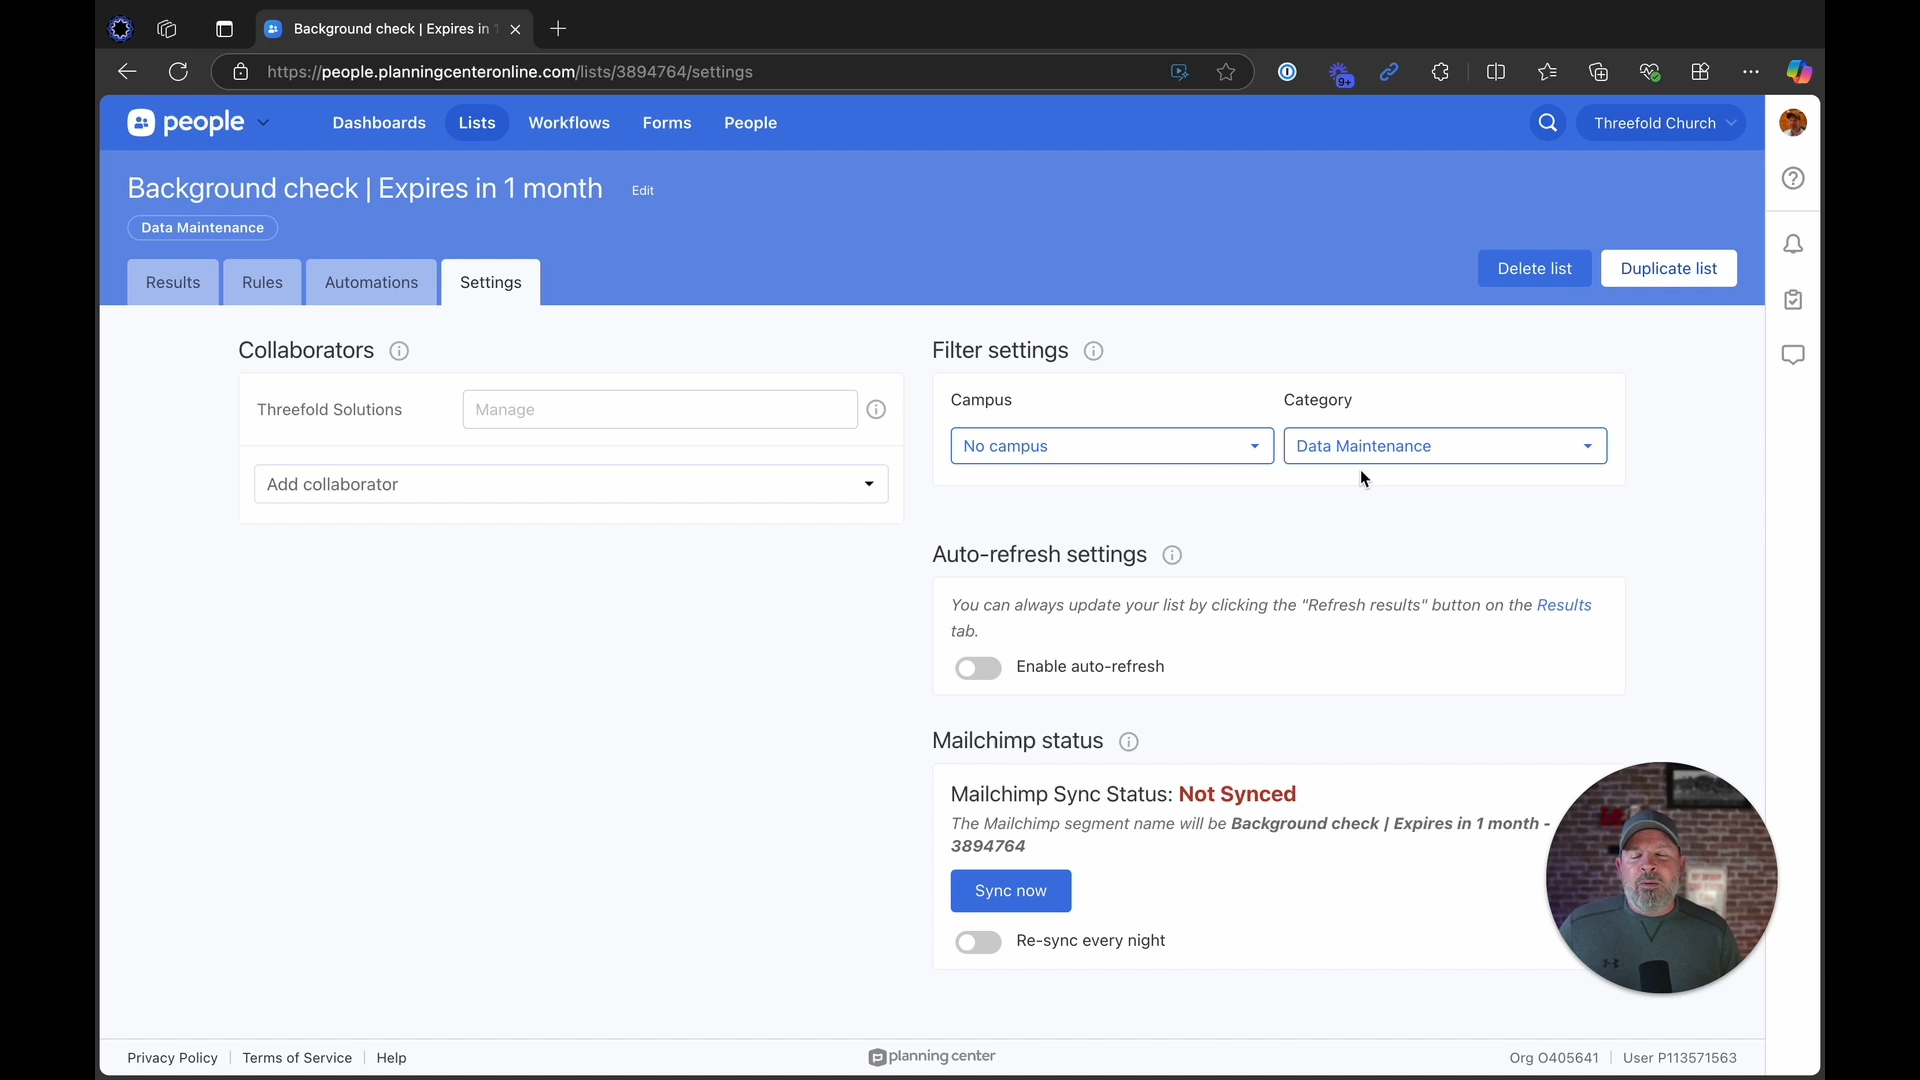 Background check | Expires in 1
https://people.planningcenteronline.com/lists/3894764/settings
9+
people
Dashboards
Lists
Workflows
Forms
People
Threefold Church
Background check | Expires in 1 month
Edit
Data Maintenance
Results
Rules
Automations
Settings
Delete list
Duplicate list
Collaborators
Threefold Solutions
Manage
Add collaborator
Filter settings
Campus
Category
No campus
Data Maintenance
Auto-refresh settings
You can always update your list by clicking the "Refresh results" button on the Results
tab.
Enable auto-refresh
Mailchimp status
Mailchimp Sync Status: Not Synced
The Mailchimp segment name will be Background check | Expires in 1 month -
3894764
Sync now
Re-sync every night
Privacy Policy
Terms of Service
Help
planning center
Org O405641
User P113571563